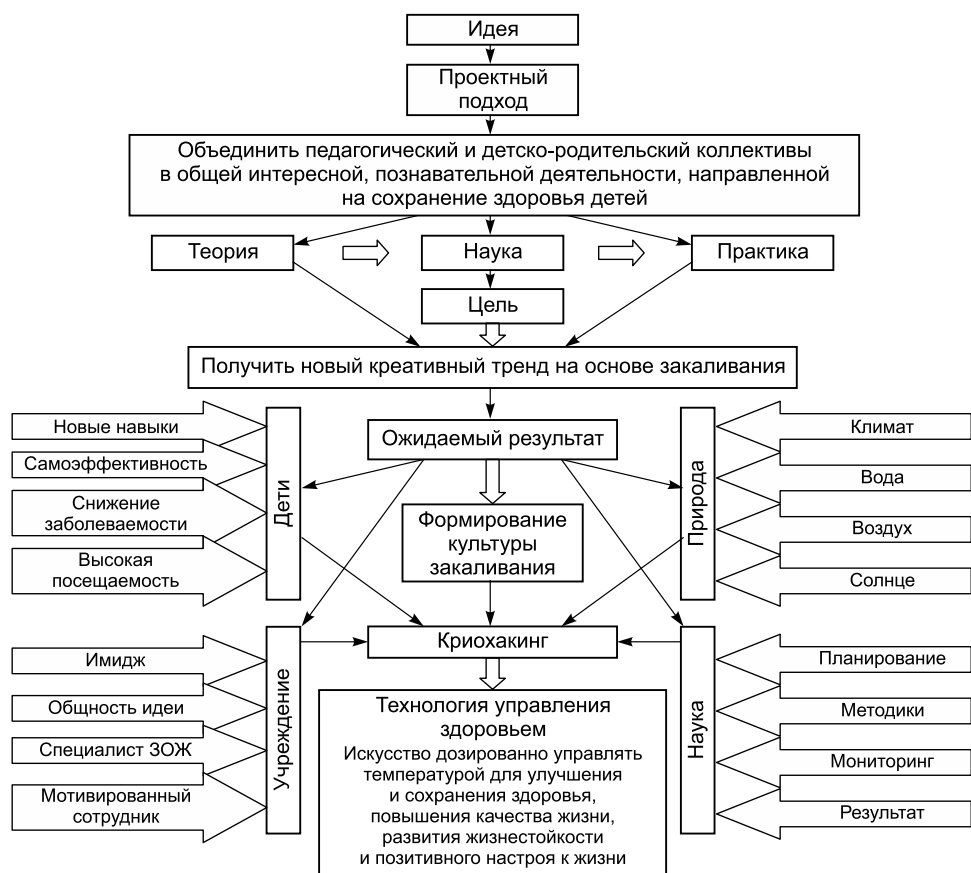 Идея
Проектный
подход
Объединить педагогический и детско-родительский коллективы
в общей интересной, познавательной деятельности, направленной
на сохранение здоровья детей
Теория
Наука
Практика
Цель
Получить новый креативный тренд на основе закаливания
Ожидаемый результат
Формирование
культуры
закаливания
Дети
Новые навыки
Самоэффективность
Снижение
заболеваемости
Высокая
посещаемость
Природа
Климат
Вода
Воздух
Солнце
Криохакинг
Учреждение
Имидж
Общность идеи
Специалист ЗОЖ
Мотивированный
сотрудник
Технология управления
здоровьем
Искусство дозированно управлять
температурой для улучшения
и сохранения здоровья,
повышения качества жизни,
развития жизнестойкости
и позитивного настроя к жизни
Наука
Планирование
Методики
Мониторинг
Результат